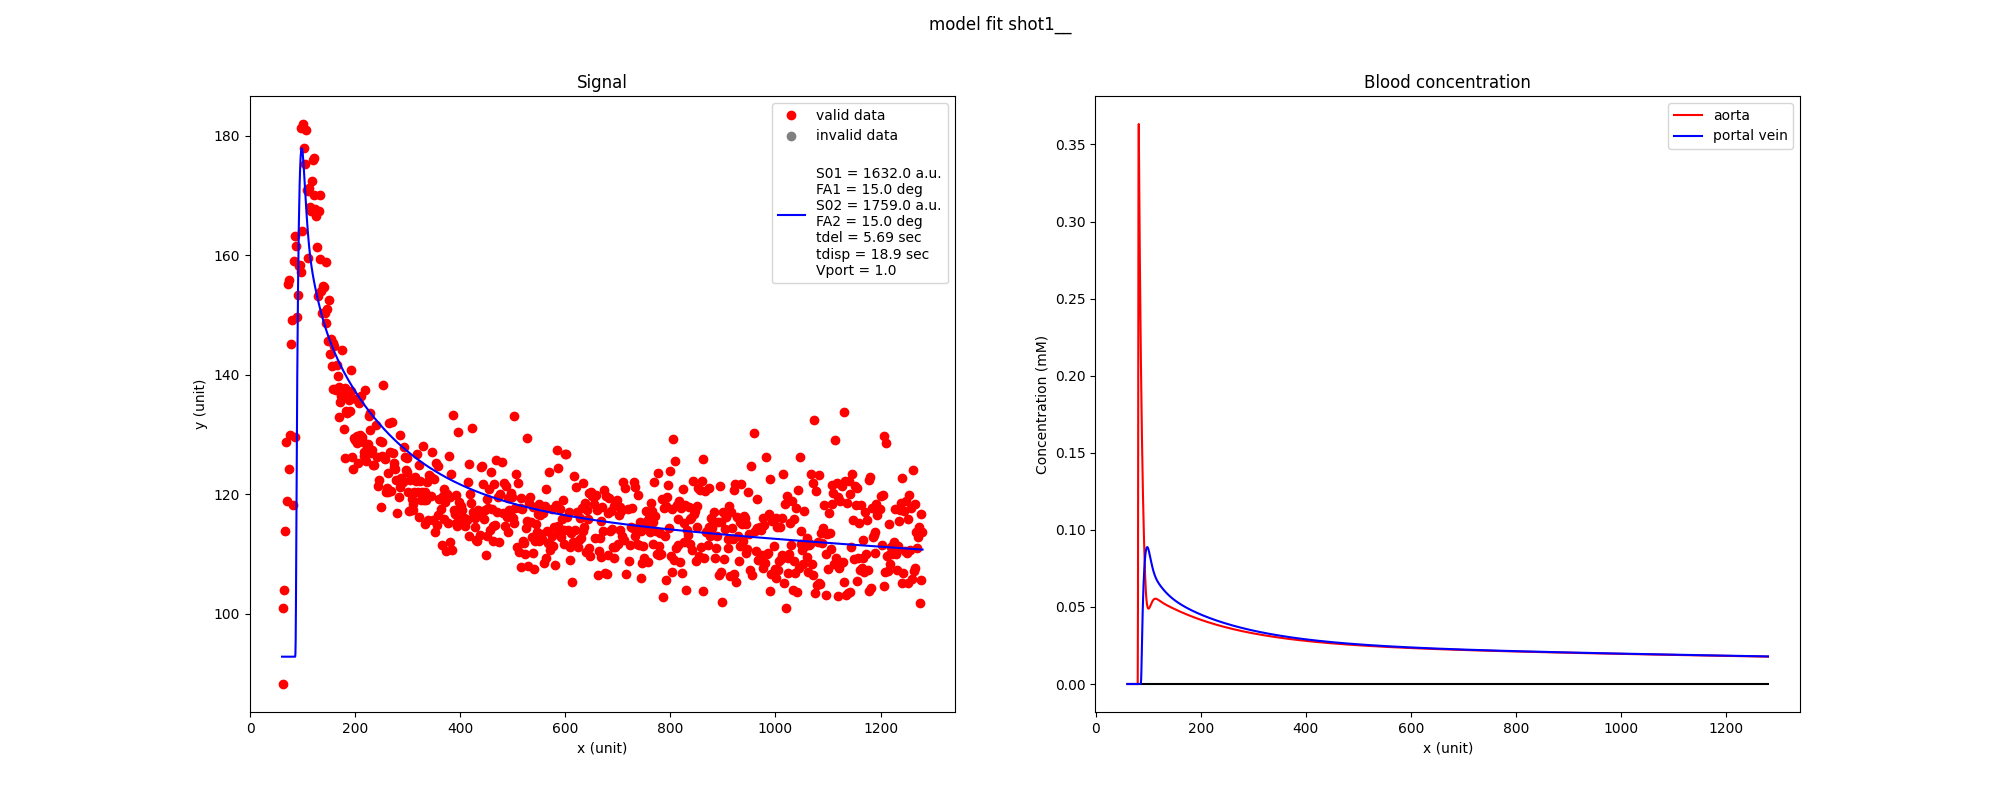 model fit shot1__
Signal
180
160
140
120
100
y (unit)
0
200
400
600
800
1000
1200
x (unit)
valid data
invalid data
S01 = 1632.0 a.u.
FA1 = 15.0 deg
S02 = 1759.0 a.u.
FA2 = 15.0 deg
tdel = 5.69 sec
tdisp = 18.9 sec
Vport = 1.0
Blood concentration
0.35
0.30
0.25
0.20
0.15
0.10
0.05
0.00
Concentration (mM)
0
200
400
600
800
1000
1200
x (unit)
aorta
portal vein